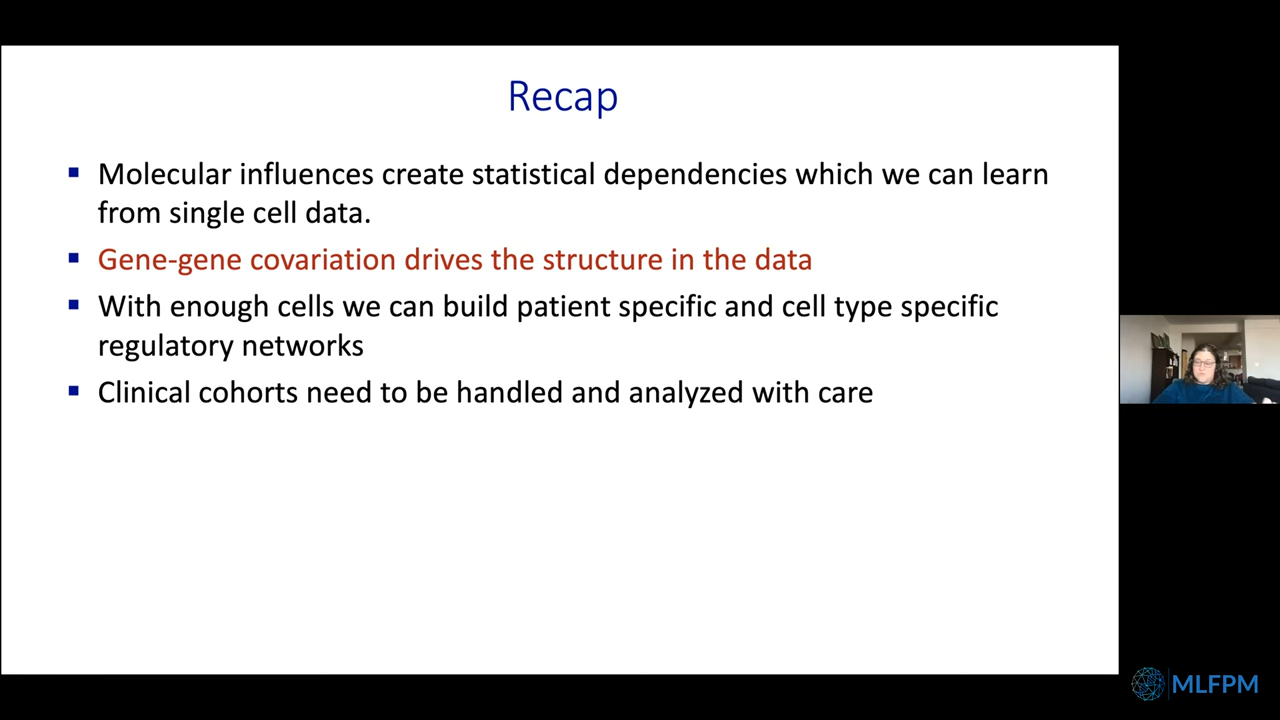 Recap
▪ Molecular influences create statistical dependencies which we can learn
from single cell data.
▪ Gene-gene covariation drives the structure in the data
▪ With enough cells we can build patient specific and cell type specific
regulatory networks
▪ Clinical cohorts need to be handled and analyzed with care
MLFPM